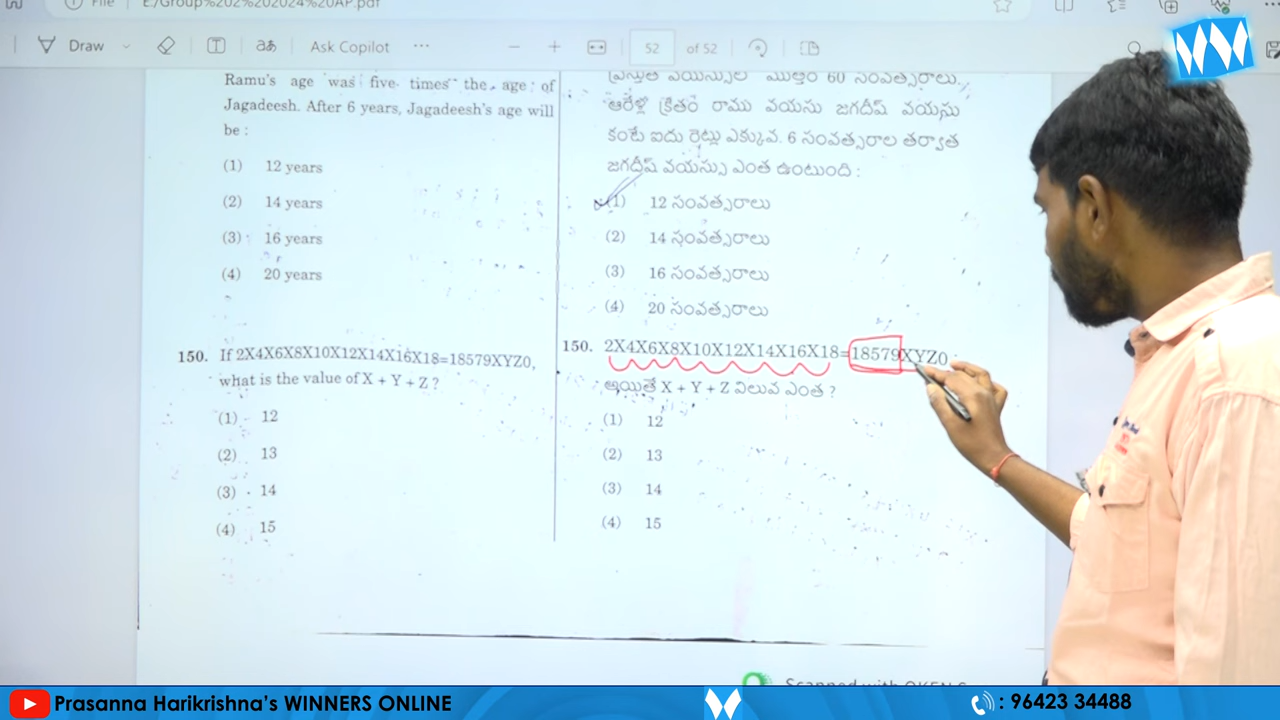 File
E:/Group%202%202024%20AP.pdf
Draw
Ask Copilot
52 of 52
Ramu's age was five times the age of
Jagadeesh. After 6 years, Jagadeesh's age will
be :
(1) 12 years
(2) 14 years
(3) 16 years
(4) 20 years
150. If 2X4X6X8X10X12X14X16X18=18579XYZ0,
what is the value of X + Y + Z ?
(1) 12
(2) 13
(3) 14
(4) 15
ప్రస్తుత వయస్సుల మొత్తం 60 సంవత్సరాలు.
ఆరేళ్ల క్రితం రాము వయసు జగదీష్ వయసు
కంటే ఐదు రెట్లు ఎక్కువ. 6 సంవత్సరాల తర్వాత
జగదీష్ వయస్సు ఎంత ఉంటుంది :
(1) 12 సంవత్సరాలు
(2) 14 సంవత్సరాలు
(3) 16 సంవత్సరాలు
(4) 20 సంవత్సరాలు
150. 2X4X6X8X10X12X14X16X18=18579XYZ0
అయితే X + Y + Z విలువ ఎంత ?
(1) 12
(2) 13
(3) 14
(4) 15
Prasanna Harikrishna's WINNERS ONLINE
: 96423 34488